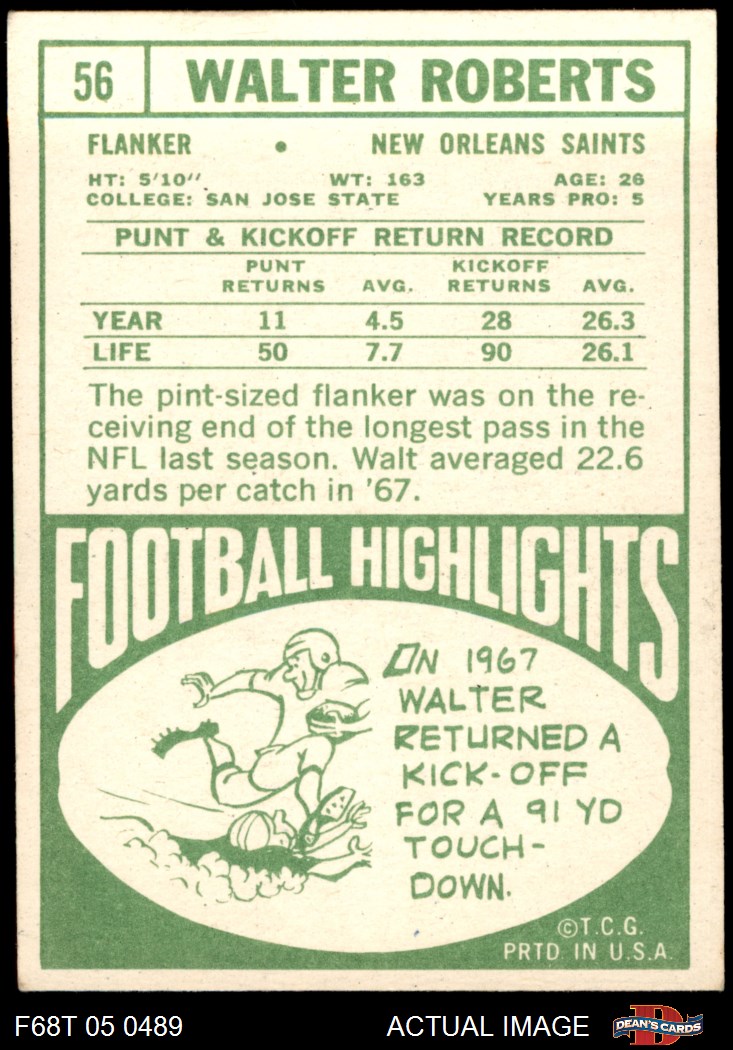 56 WALTER ROBERTS
FLANKER • NEW ORLEANS SAINTS
HT: 5'10" WT: 163 AGE: 26
COLLEGE: SAN JOSE STATE YEARS PRO: 5
PUNT & KICKOFF RETURN RECORD
PUNT KICKOFF
RETURNS AVG. RETURNS AVG.
YEAR 11 4.5 28 26.3
LIFE 50 7.7 90 26.1
The pint-sized flanker was on the re-
ceiving end of the longest pass in the
NFL last season. Walt averaged 22.6
yards per catch in '67.
FOOTBALL HIGHLIGHTS
IN 1967
WALTER
RETURNED A
KICK-OFF
FOR A 91 YD
TOUCH-
DOWN.
©T.C.G.
PRTD. IN U.S.A.
F68T 05 0489 ACTUAL IMAGE D DEAN'S CARDS